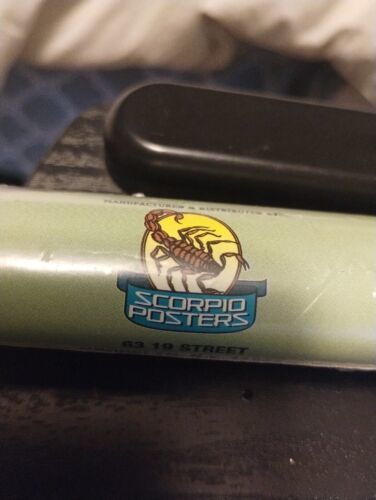 MANUFACTURED & DISTRIBUTED BY:
SCORPIO
POSTERS
63 19 STREET